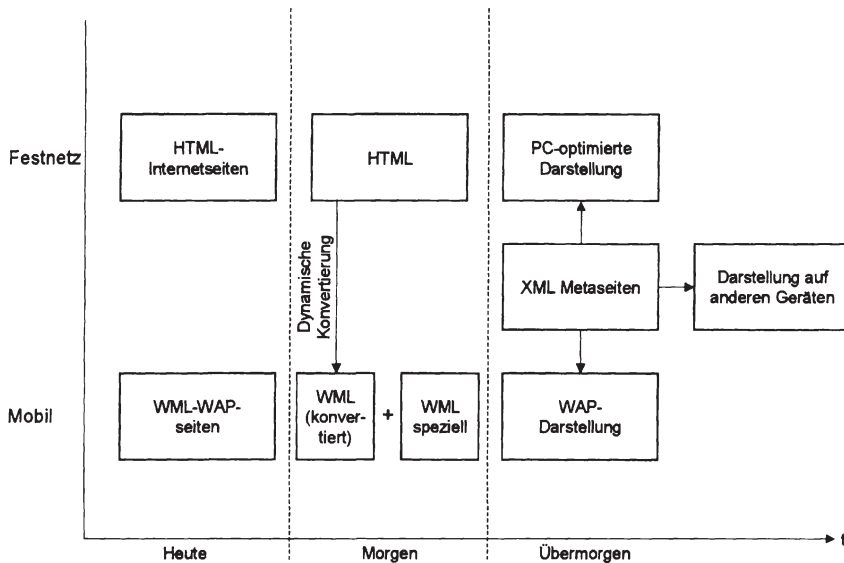 Festnetz
HTML-
Internetseiten
HTML
PC-optimierte
Darstellung
Dynamische
Konvertierung
XML Metaseiten
Darstellung auf
anderen Geräten
Mobil
WML-WAP-
seiten
WML
(konver-
tiert)
+
WML
speziell
WAP-
Darstellung
Heute
Morgen
Übermorgen
t